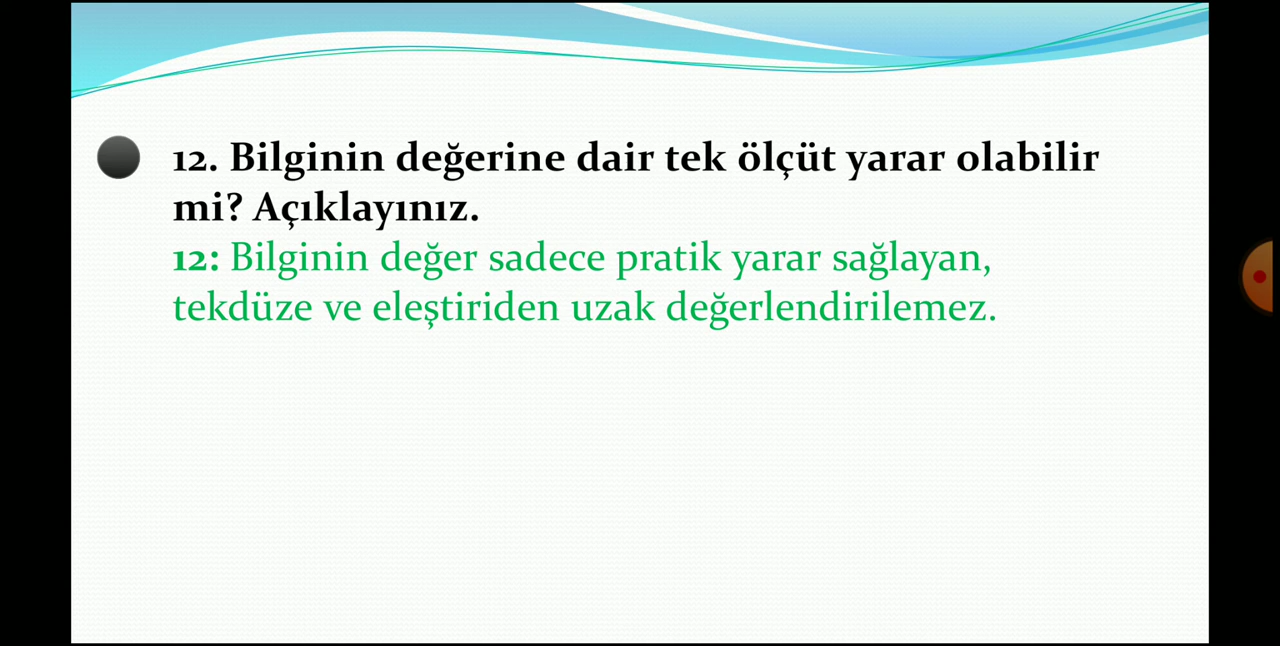 12. Bilginin değerine dair tek ölçüt yarar olabilir
mi? Açıklayınız.
12: Bilginin değer sadece pratik yarar sağlayan,
tekdüze ve eleştiriden uzak değerlendirilemez.